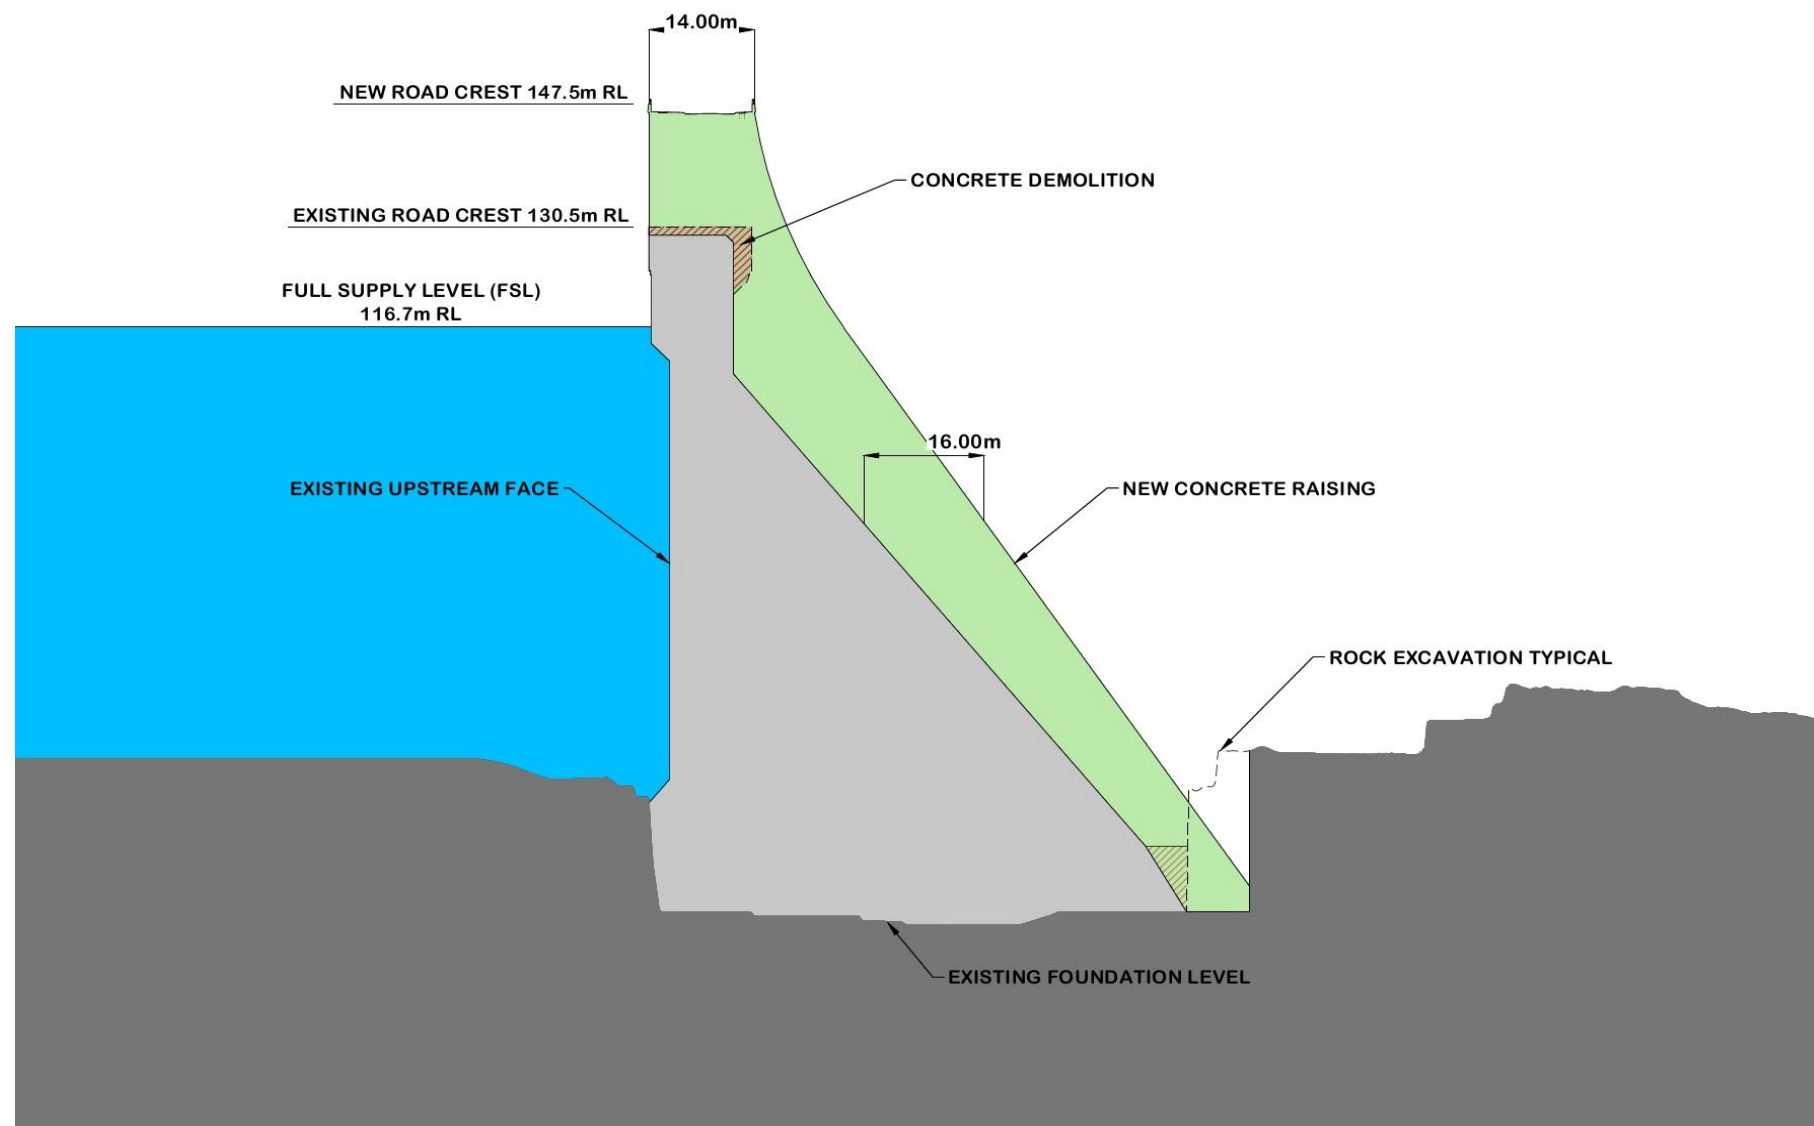 14.00m
NEW ROAD CREST 147.5m RL
CONCRETE DEMOLITION
EXISTING ROAD CREST 130.5m RL
FULL SUPPLY LEVEL (FSL)
116.7m RL
16.00m
EXISTING UPSTREAM FACE
NEW CONCRETE RAISING
ROCK EXCAVATION TYPICAL
EXISTING FOUNDATION LEVEL